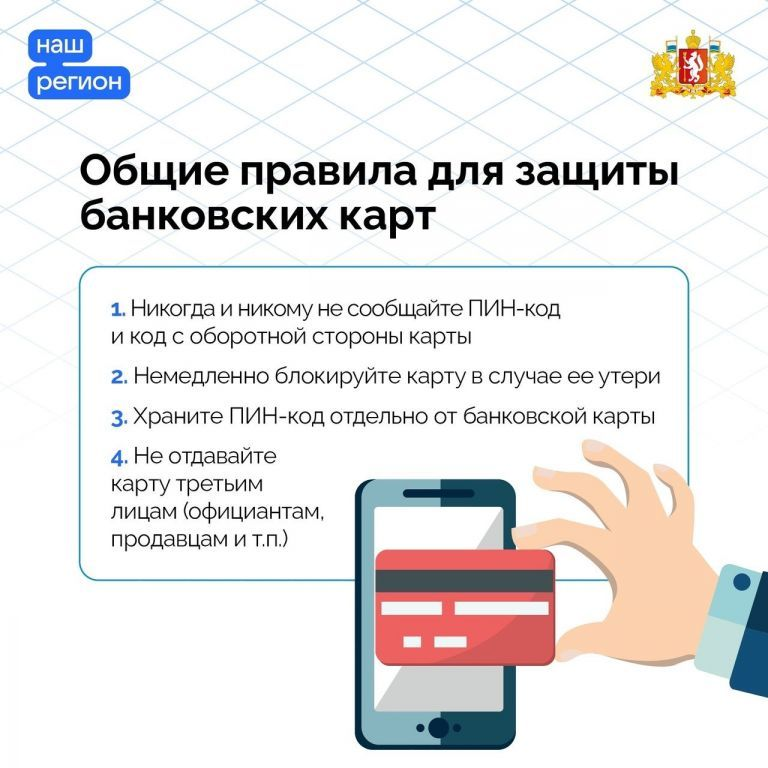 наш
регион
Общие правила для защиты
банковских карт
1. Никогда и никому не сообщайте ПИН-код
и код с оборотной стороны карты
2. Немедленно блокируйте карту в случае ее утери
3. Храните ПИН-код отдельно от банковской карты
4. Не отдавайте
карту третьим
лицам (официантам,
продавцам и т.п.)